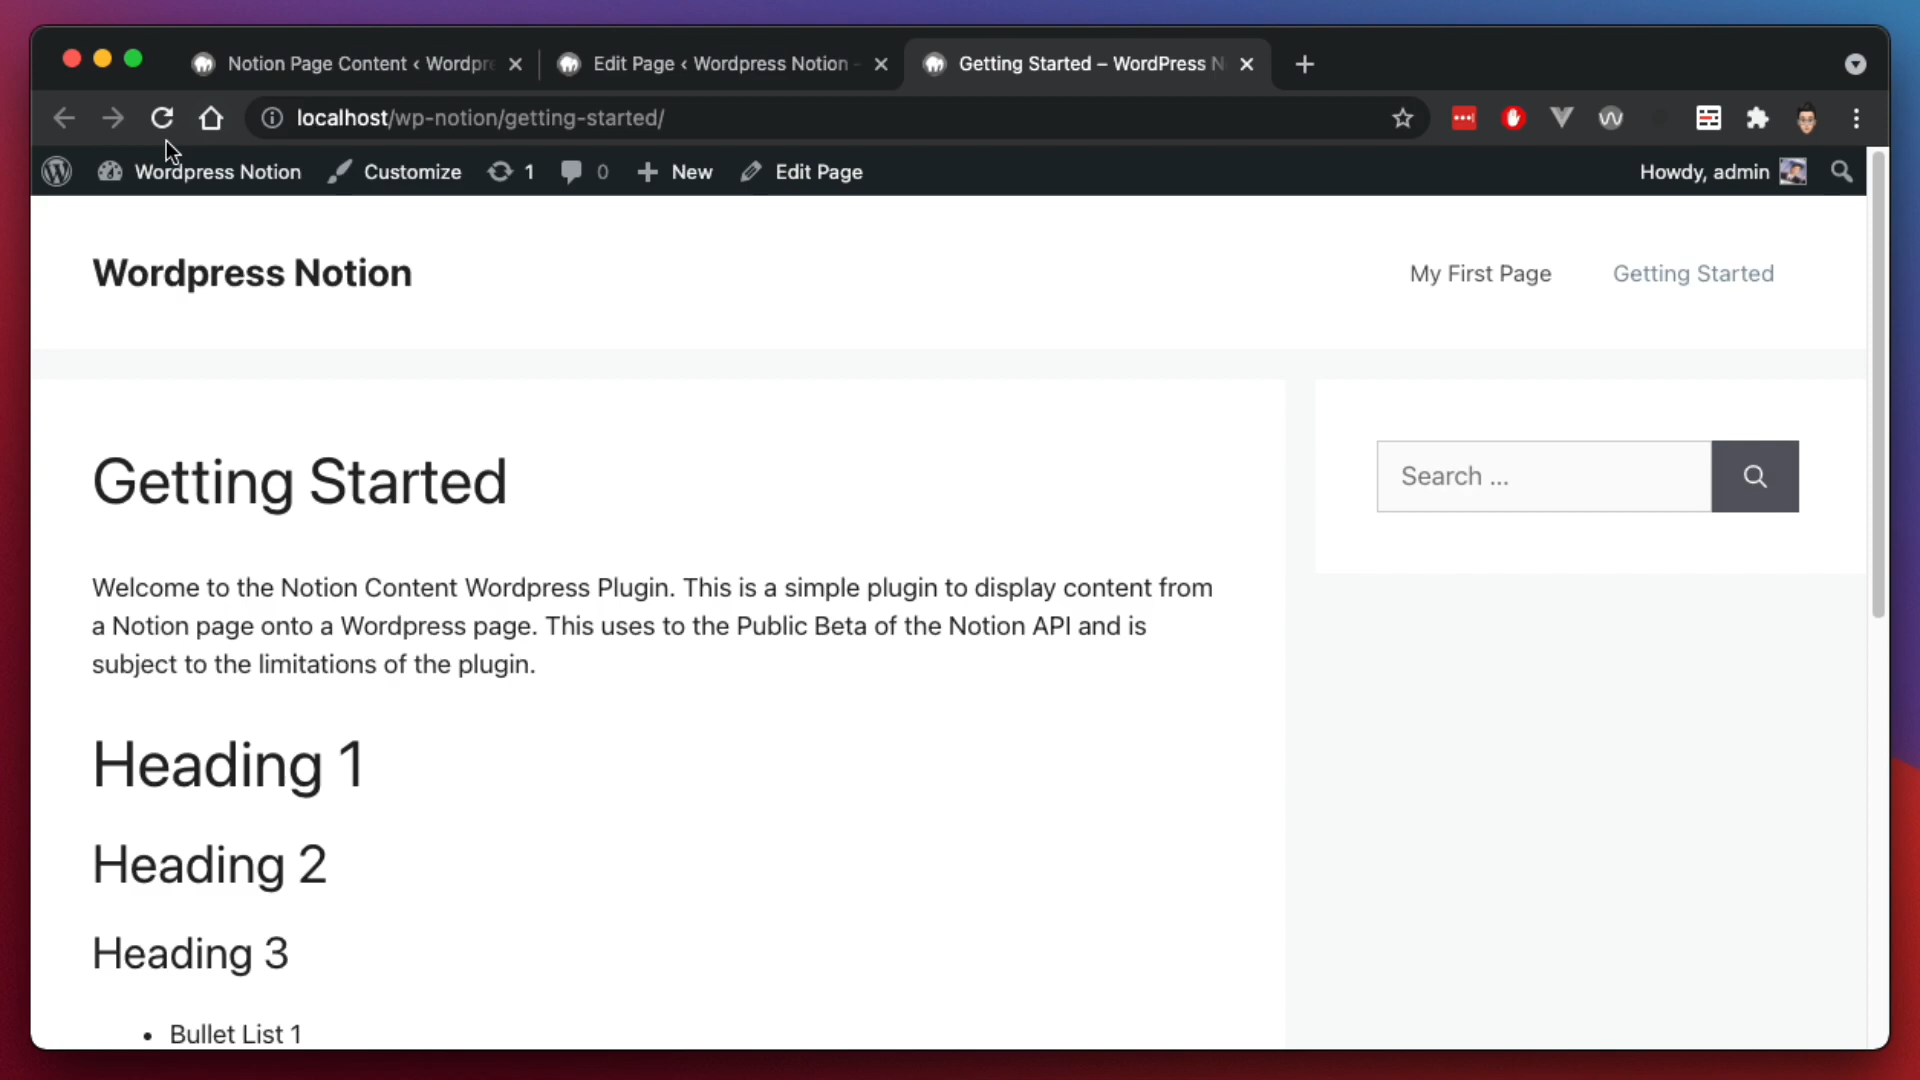 Notion Page Content ‹ Wordpre
Edit Page ‹ Wordpress Notion -
Getting Started – WordPress N
localhost/wp-notion/getting-started/
Wordpress Notion
Customize
1
0
New
Edit Page
Howdy, admin
Wordpress Notion
My First Page
Getting Started
Getting Started
Search ...
Welcome to the Notion Content Wordpress Plugin. This is a simple plugin to display content from
a Notion page onto a Wordpress page. This uses to the Public Beta of the Notion API and is
subject to the limitations of the plugin.
Heading 1
Heading 2
Heading 3
• Bullet List 1